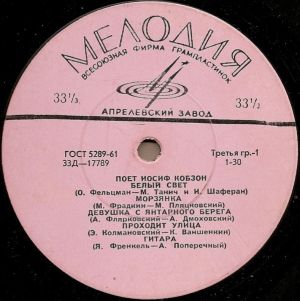 МЕЛОДИЯ
ВСЕСОЮЗНАЯ ФИРМА ГРАМПЛАСТИНОК
33⅓ 33⅓
АПРЕЛЕВСКИЙ ЗАВОД
ГОСТ 5289-61 Третья гр.-1
33Д-17789 1-30
ПОЕТ ИОСИФ КОБЗОН
БЕЛЫЙ СВЕТ
(О. Фельцман—М. Танич и И. Шаферан)
МОРЗЯНКА
(М. Фрадкин—М. Пляцковский)
ДЕВУШКА С ЯНТАРНОГО БЕРЕГА
(А. Флярковский—А. Дмоховский)
ПРОХОДИТ УЛИЦА
(Э. Колмановский—К. Ваншенкин)
ГИТАРА
(Я. Френкель—А. Поперечный)